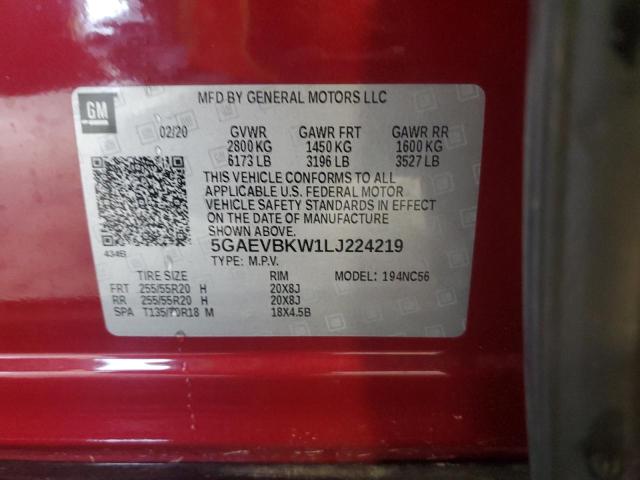 GM
MFD BY GENERAL MOTORS LLC
02/20 GVWR GAWR FRT GAWR RR
2800 KG 1450 KG 1600 KG
6173 LB 3196 LB 3527 LB
THIS VEHICLE CONFORMS TO ALL
APPLICABLE U.S. FEDERAL MOTOR
VEHICLE SAFETY STANDARDS IN EFFECT
ON THE DATE OF MANUFACTURE
SHOWN ABOVE.
434B
5GAEVBKW1LJ224219
TYPE: M.P.V.
TIRE SIZE RIM MODEL: 194NC56
FRT 255/55R20 H 20X8J
RR 255/55R20 H 20X8J
SPA T135/70R18 M 18X4.5B